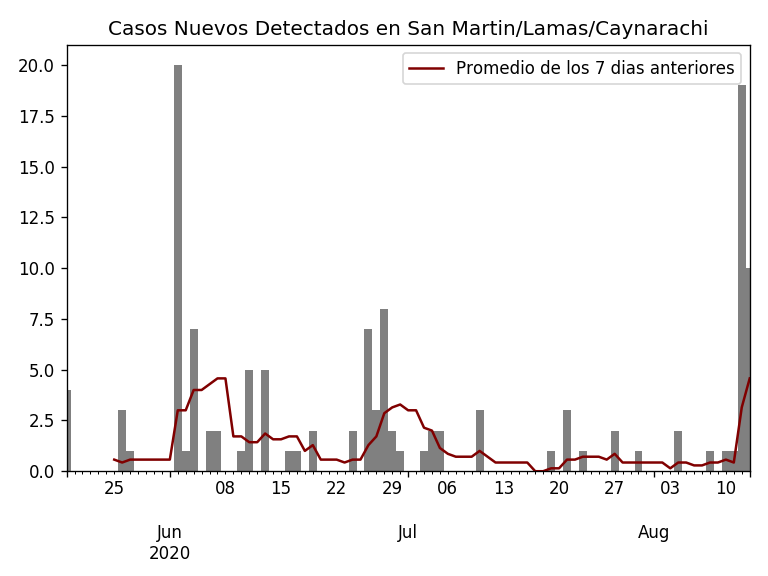 Casos Nuevos Detectados en San Martin/Lamas/Caynarachi
Promedio de los 7 dias anteriores
20.0
17.5
15.0
12.5
10.0
7.5
5.0
2.5
0.0
25 08 15 22 29 06 13 20 27 03 10
Jun Jul Aug
2020